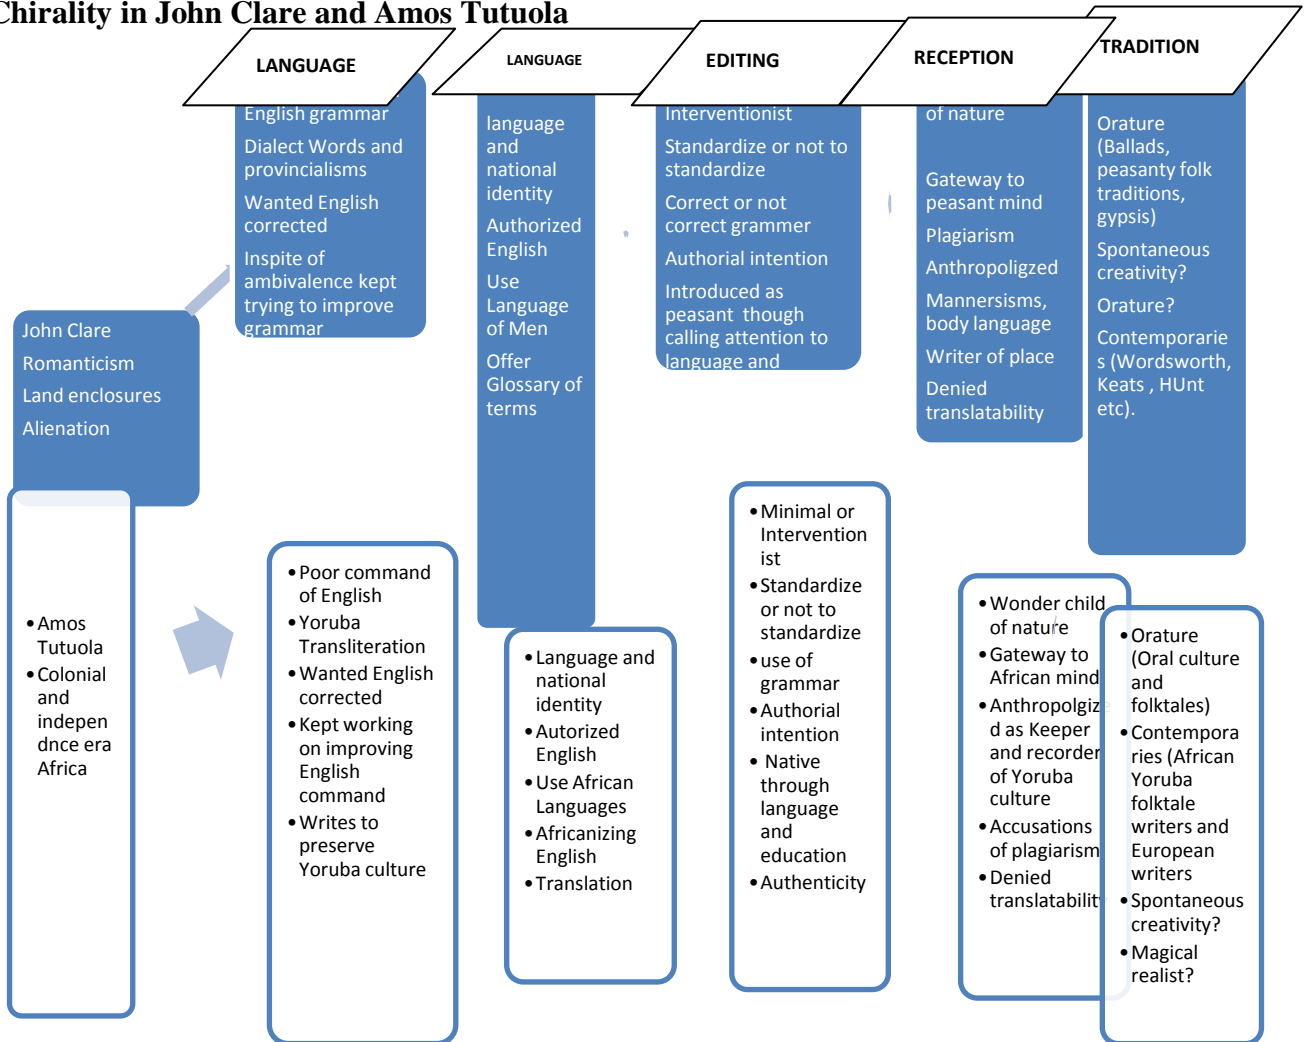 Chirality in John Clare and Amos Tutuola
LANGUAGE
LANGUAGE
EDITING
RECEPTION
TRADITION
John Clare
Romanticism
Land enclosures
Alienation
English grammar
Dialect Words and
provincialisms
Wanted English
corrected
Inspite of
ambivalence kept
trying to improve
grammar
language
and
national
identity
Authorized
English
Use
Language
of Men
Offer
Glossary of
terms
Interventionist
Standardize or not to
standardize
Correct or not
correct grammer
Authorial intention
Introduced as
peasant though
calling attention to
language and
of nature
Gateway to
peasant mind
Plagiarism
Anthropoligzed
Mannersisms,
body language
Writer of place
Denied
translatability
Orature
(Ballads,
peasanty folk
traditions,
gypsis)
Spontaneous
creativity?
Orature?
Contemporarie
s (Wordsworth,
Keats , HUnt
etc).
•Amos
Tutuola
•Colonial
and
indepen
dnce era
Africa
•Poor command
of English
•Yoruba
Transliteration
•Wanted English
corrected
•Kept working
on improving
English
command
•Writes to
preserve
Yoruba culture
•Language and
national
identity
•Autorized
English
•Use African
Languages
•Africanizing
English
•Translation
•Minimal or
Intervention
ist
•Standardize
or not to
standardize
•use of
grammar
•Authorial
intention
• Native
through
language
and
education
•Authenticity
•Wonder child
of nature
•Gateway to
African mind
•Anthropolgize
d as Keeper
and recorder
of Yoruba
culture
•Accusations
of plagiarism
•Denied
translatability
•Orature
(Oral culture
and
folktales)
•Contempora
ries (African
Yoruba
folktale
writers and
European
writers
•Spontaneous
creativity?
•Magical
realist?